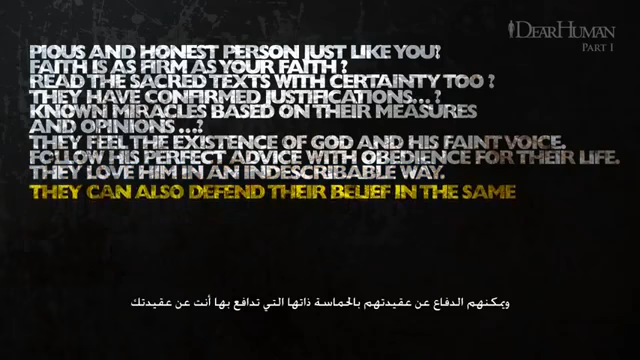 DEARHUMAN
PART 1
PIOUS AND HONEST PERSON JUST LIKE YOU?
FAITH IS AS FIRM AS YOUR FAITH ?
READ THE SACRED TEXTS WITH CERTAINTY TOO ?
THEY HAVE CONFIRMED JUSTIFICATIONS...?
KNOWN MIRACLES BASED ON THEIR MEASURES
AND OPINIONS ...?
THEY FEEL THE EXISTENCE OF GOD AND HIS FAINT VOICE.
FOLLOW HIS PERFECT ADVICE WITH OBEDIENCE FOR THEIR LIFE.
THEY LOVE HIM IN AN INDESCRIBABLE WAY.
THEY CAN ALSO DEFEND THEIR BELIEF IN THE SAME
ويمكنهم الدفاع عن عقيدتهم بالحماسة ذاتها التي تدافع بها أنت عن عقيدتك